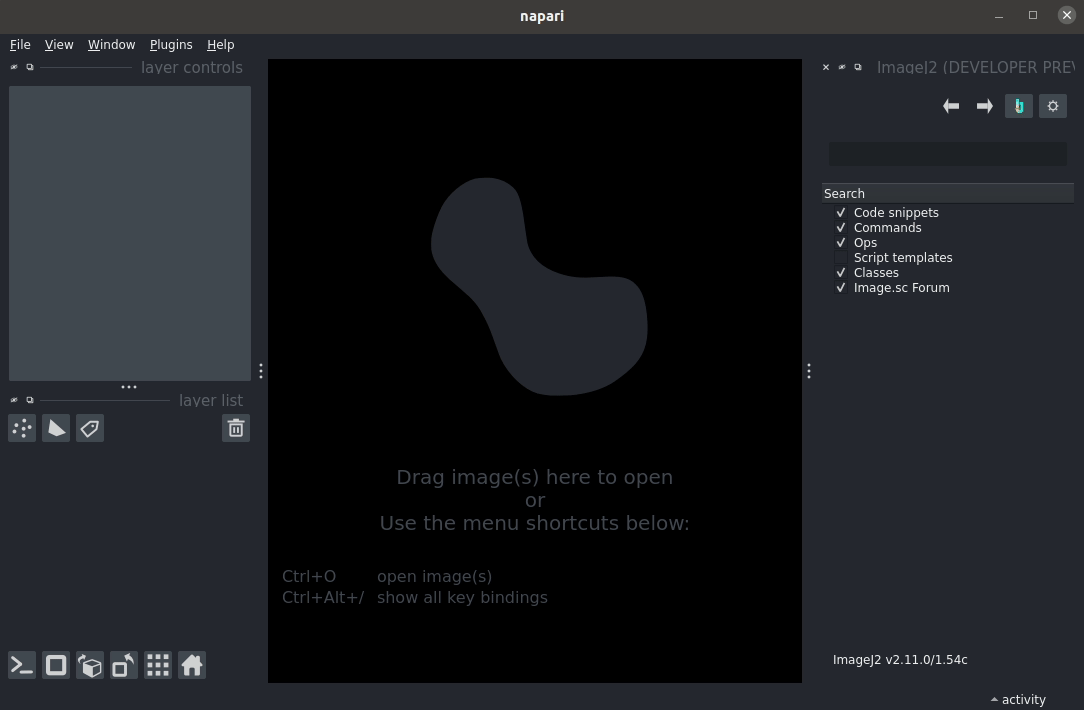 napari
File View Window Plugins Help
layer controls
ImageJ2 (DEVELOPER PREV
Search
Code snippets
Commands
Ops
Script templates
Classes
Image.sc Forum
layer list
Drag image(s) here to open
or
Use the menu shortcuts below:
Ctrl+O open image(s)
Ctrl+Alt+/ show all key bindings
ImageJ2 v2.11.0/1.54c
activity